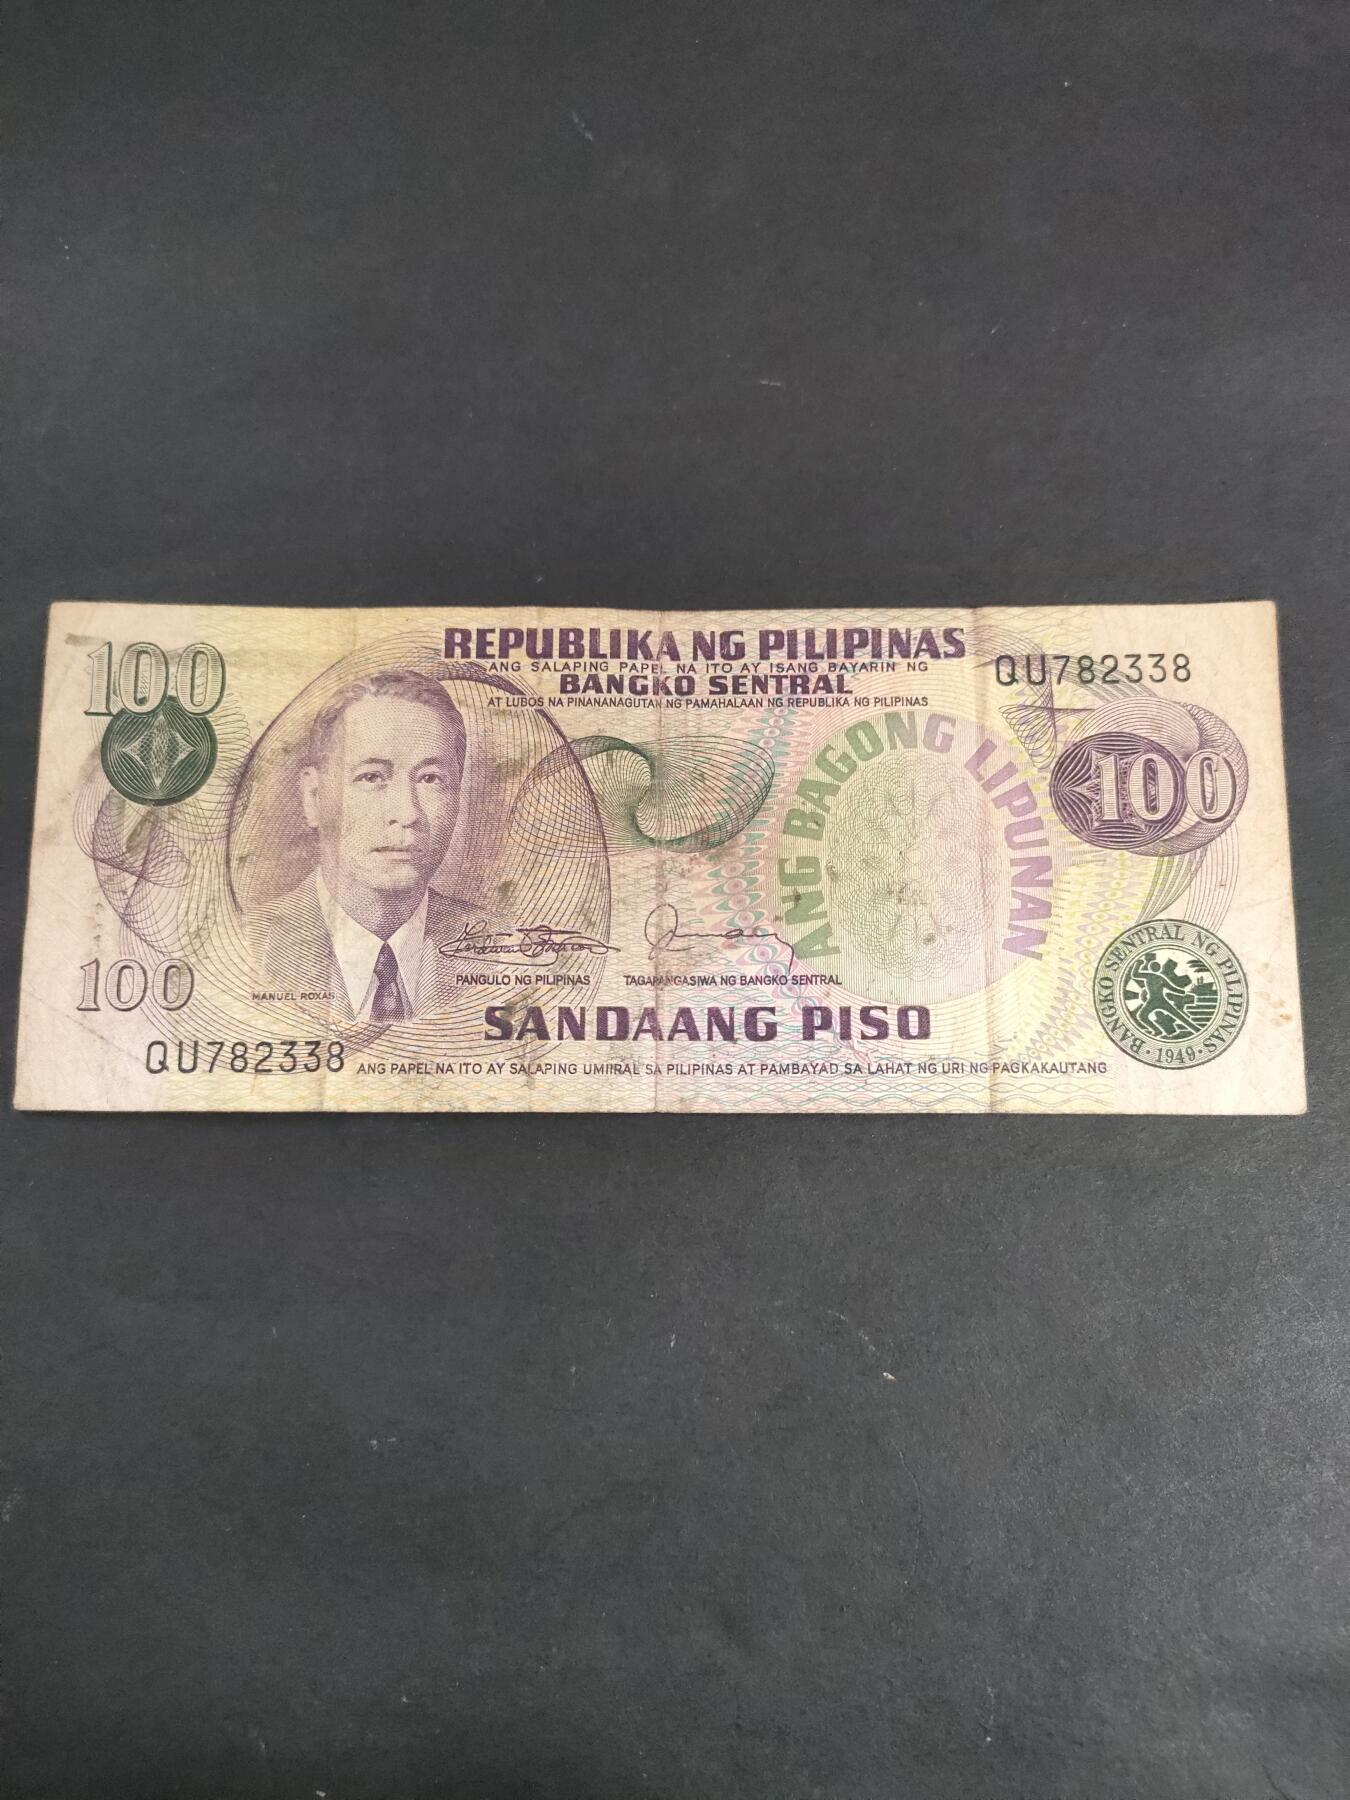 100
REPUBLIKA NG PILIPINAS
ANG SALAPING PAPEL NA ITO AY ISANG BAYARIN NG
BANGKO SENTRAL
AT LUBOS NA PINANANAGUTAN NG PAMAHALAAN NG REPUBLIKA NG PILIPINAS
QU782338
ANG BAGONG LIPUNAN
100
PANGULO NG PILIPINAS
TAGAPANGASIWA NG BANGKO SENTRAL
100
MANUEL ROXAS
SANDAANG PISO
BANGKO SENTRAL NG PILIPINAS
· 1949 ·
QU782338
ANG PAPEL NA ITO AY SALAPING UMIIRAL SA PILIPINAS AT PAMBAYAD SA LAHAT NG URI NG PAGKAKAUTANG